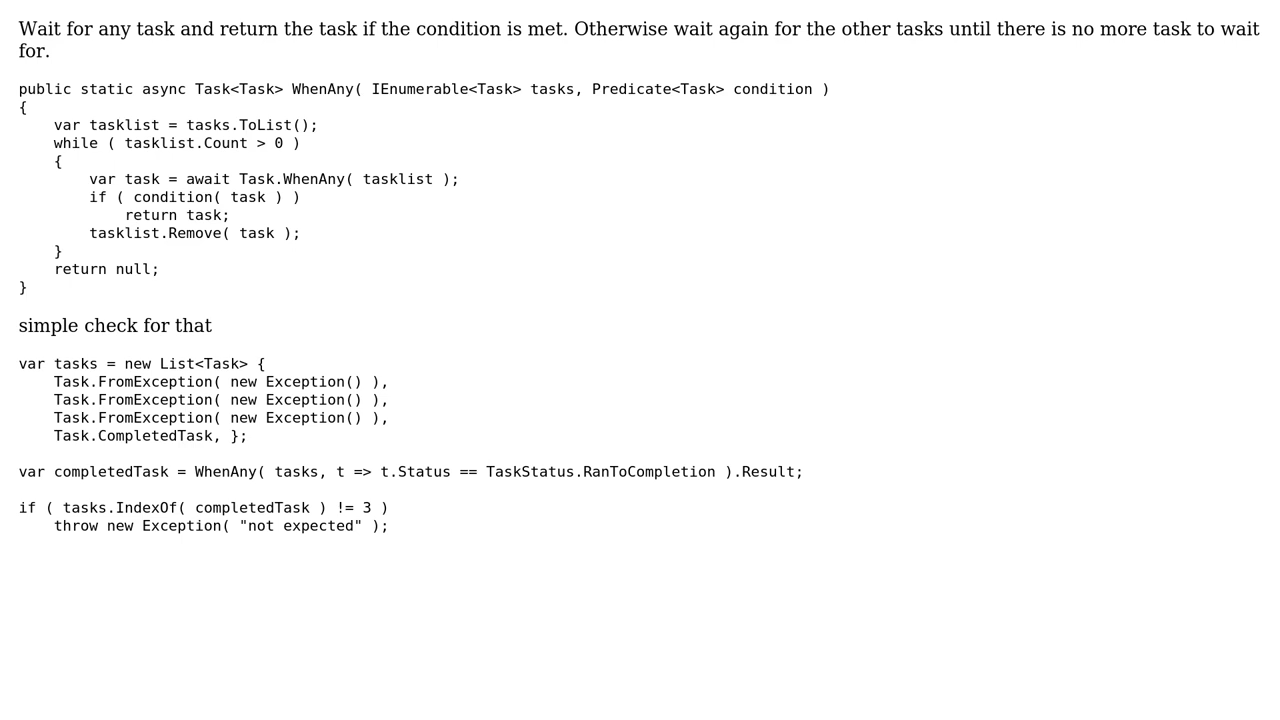 Wait for any task and return the task if the condition is met. Otherwise wait again for the other tasks until there is no more task to wait
for.
public static async Task<Task> WhenAny( IEnumerable<Task> tasks, Predicate<Task> condition )
{
    var tasklist = tasks.ToList();
    while ( tasklist.Count > 0 )
    {
        var task = await Task.WhenAny( tasklist );
        if ( condition( task ) )
            return task;
        tasklist.Remove( task );
    }
    return null;
}
simple check for that
var tasks = new List<Task> {
    Task.FromException( new Exception() ),
    Task.FromException( new Exception() ),
    Task.FromException( new Exception() ),
    Task.CompletedTask, };
var completedTask = WhenAny( tasks, t => t.Status == TaskStatus.RanToCompletion ).Result;
if ( tasks.IndexOf( completedTask ) != 3 )
    throw new Exception( "not expected" );